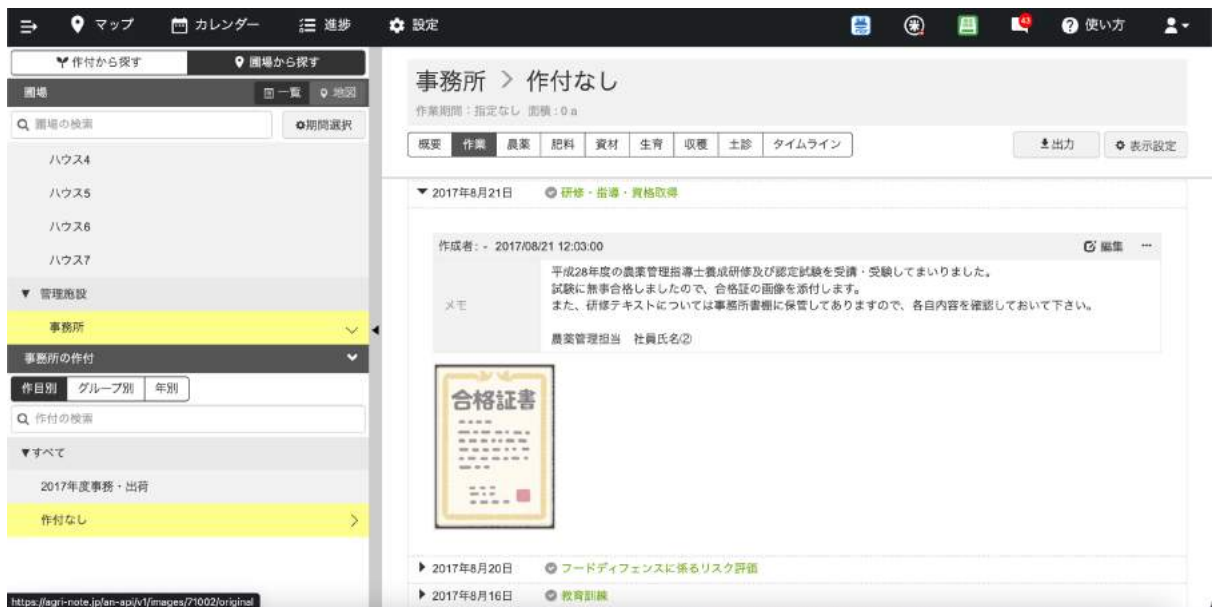 マップ カレンダー 進捗 設定 43 使い方
作付から探す 圃場から探す
圃場 一覧 地図
圃場の検索 期間選択
ハウス4
ハウス5
ハウス6
ハウス7
▼ 管理施設
事務所
事務所の作付
作目別 グループ別 年別
作付の検索
▼すべて
2017年度事務・出荷
作付なし
https://agri-note.jp/an-api/v1/images/71002/original
事務所 > 作付なし
作業期間:指定なし 面積:0 a
概要 作業 農薬 肥料 資材 生育 収穫 土診 タイムライン 出力 表示設定
▼ 2017年8月21日 研修・指導・資格取得
作成者: - 2017/08/21 12:03:00 編集 ...
メモ
平成28年度の農薬管理指導士養成研修及び認定試験を受講・受験してまいりました。
試験に無事合格しましたので、合格証の画像を添付します。
また、研修テキストについては事務所書棚に保管してありますので、各自内容を確認しておいて下さい。
農薬管理担当 社員氏名②
合格証書
▶ 2017年8月20日 フードディフェンスに係るリスク評価
▶ 2017年8月16日 教育訓練